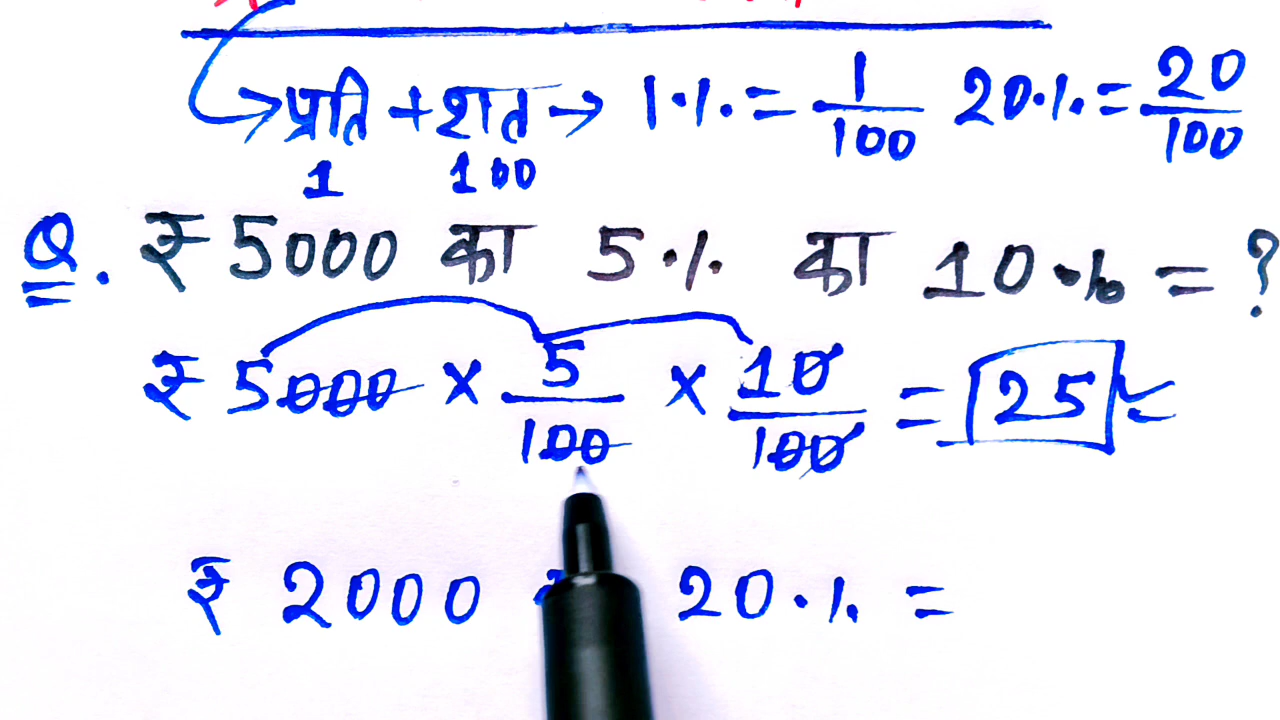 → प्रति + शत → 1% = 1/100 20% = 20/100
1 100
Q. ₹ 5000 का 5% का 10% = ?
₹ 5000 × 5/100 × 10/100 = 25
₹ 2000 20% =